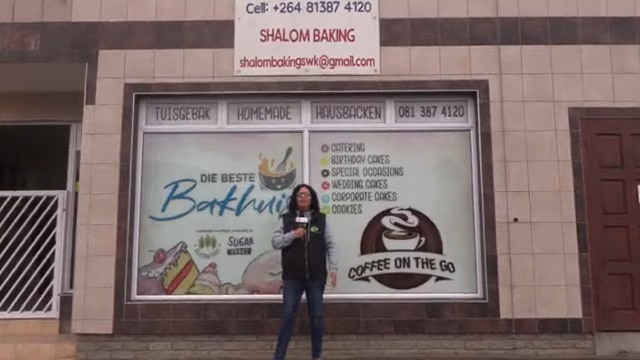 Cell: +264 81387 4120
SHALOM BAKING
shalombakingswk@gmail.com
TUISGEBAK HOMEMADE HAUSBACKEN 081 387 4120
DIE BESTE
CATERING
BIRTHDAY CAKES
SPECIAL OCCASIONS
WEDDING CAKES
CORPORATE CAKES
COOKIES
SUGAR
COFFEE ON THE GO